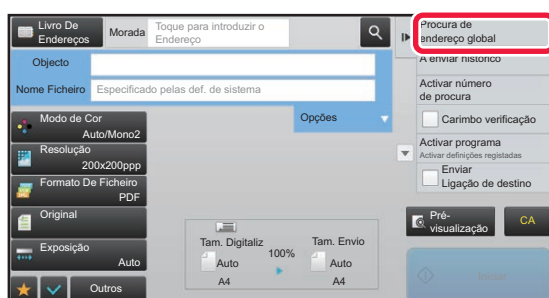 Livro De
Endereços
Morada
Toque para introduzir o
Endereço
Procura de
endereço global
Objecto
A enviar histórico
Nome Ficheiro
Especificado pelas def. de sistema
Activar número
de procura
Modo de Cor
Auto/Mono2
Opções
Carimbo verificação
Resolução
200x200ppp
Activar programa
Activar definições registadas
Enviar
Ligação de destino
Formato De Ficheiro
PDF
Original
Pré-
visualização
CA
Exposição
Auto
Tam. Digitaliz
100%
Tam. Envio
Auto
Auto
A4
A4
Outros
Iniciar